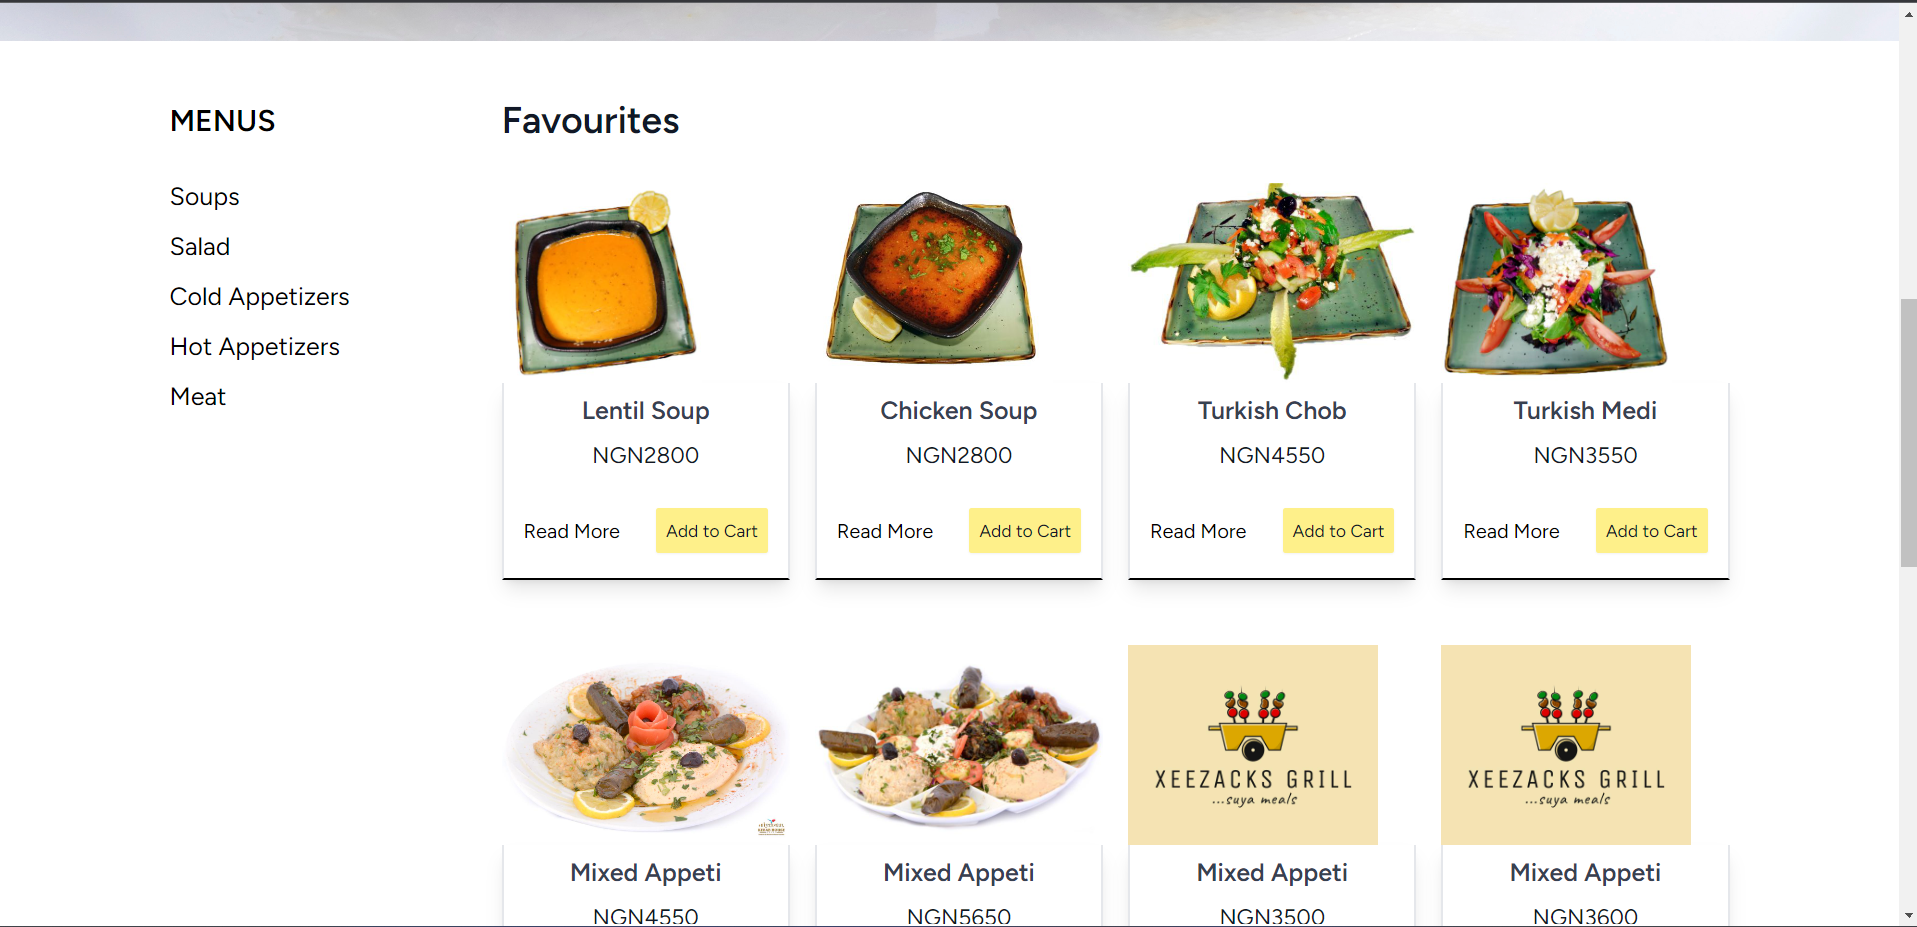 MENUS
Soups
Salad
Cold Appetizers
Hot Appetizers
Meat
Favourites
Lentil Soup
NGN2800
Read More
Add to Cart
Chicken Soup
NGN2800
Read More
Add to Cart
Turkish Chob
NGN4550
Read More
Add to Cart
Turkish Medi
NGN3550
Read More
Add to Cart
Mixed Appeti
NGN4550
Mixed Appeti
NGN5650
XEEZACKS GRILL
...suya meals
Mixed Appeti
NGN3500
XEEZACKS GRILL
...suya meals
Mixed Appeti
NGN3600